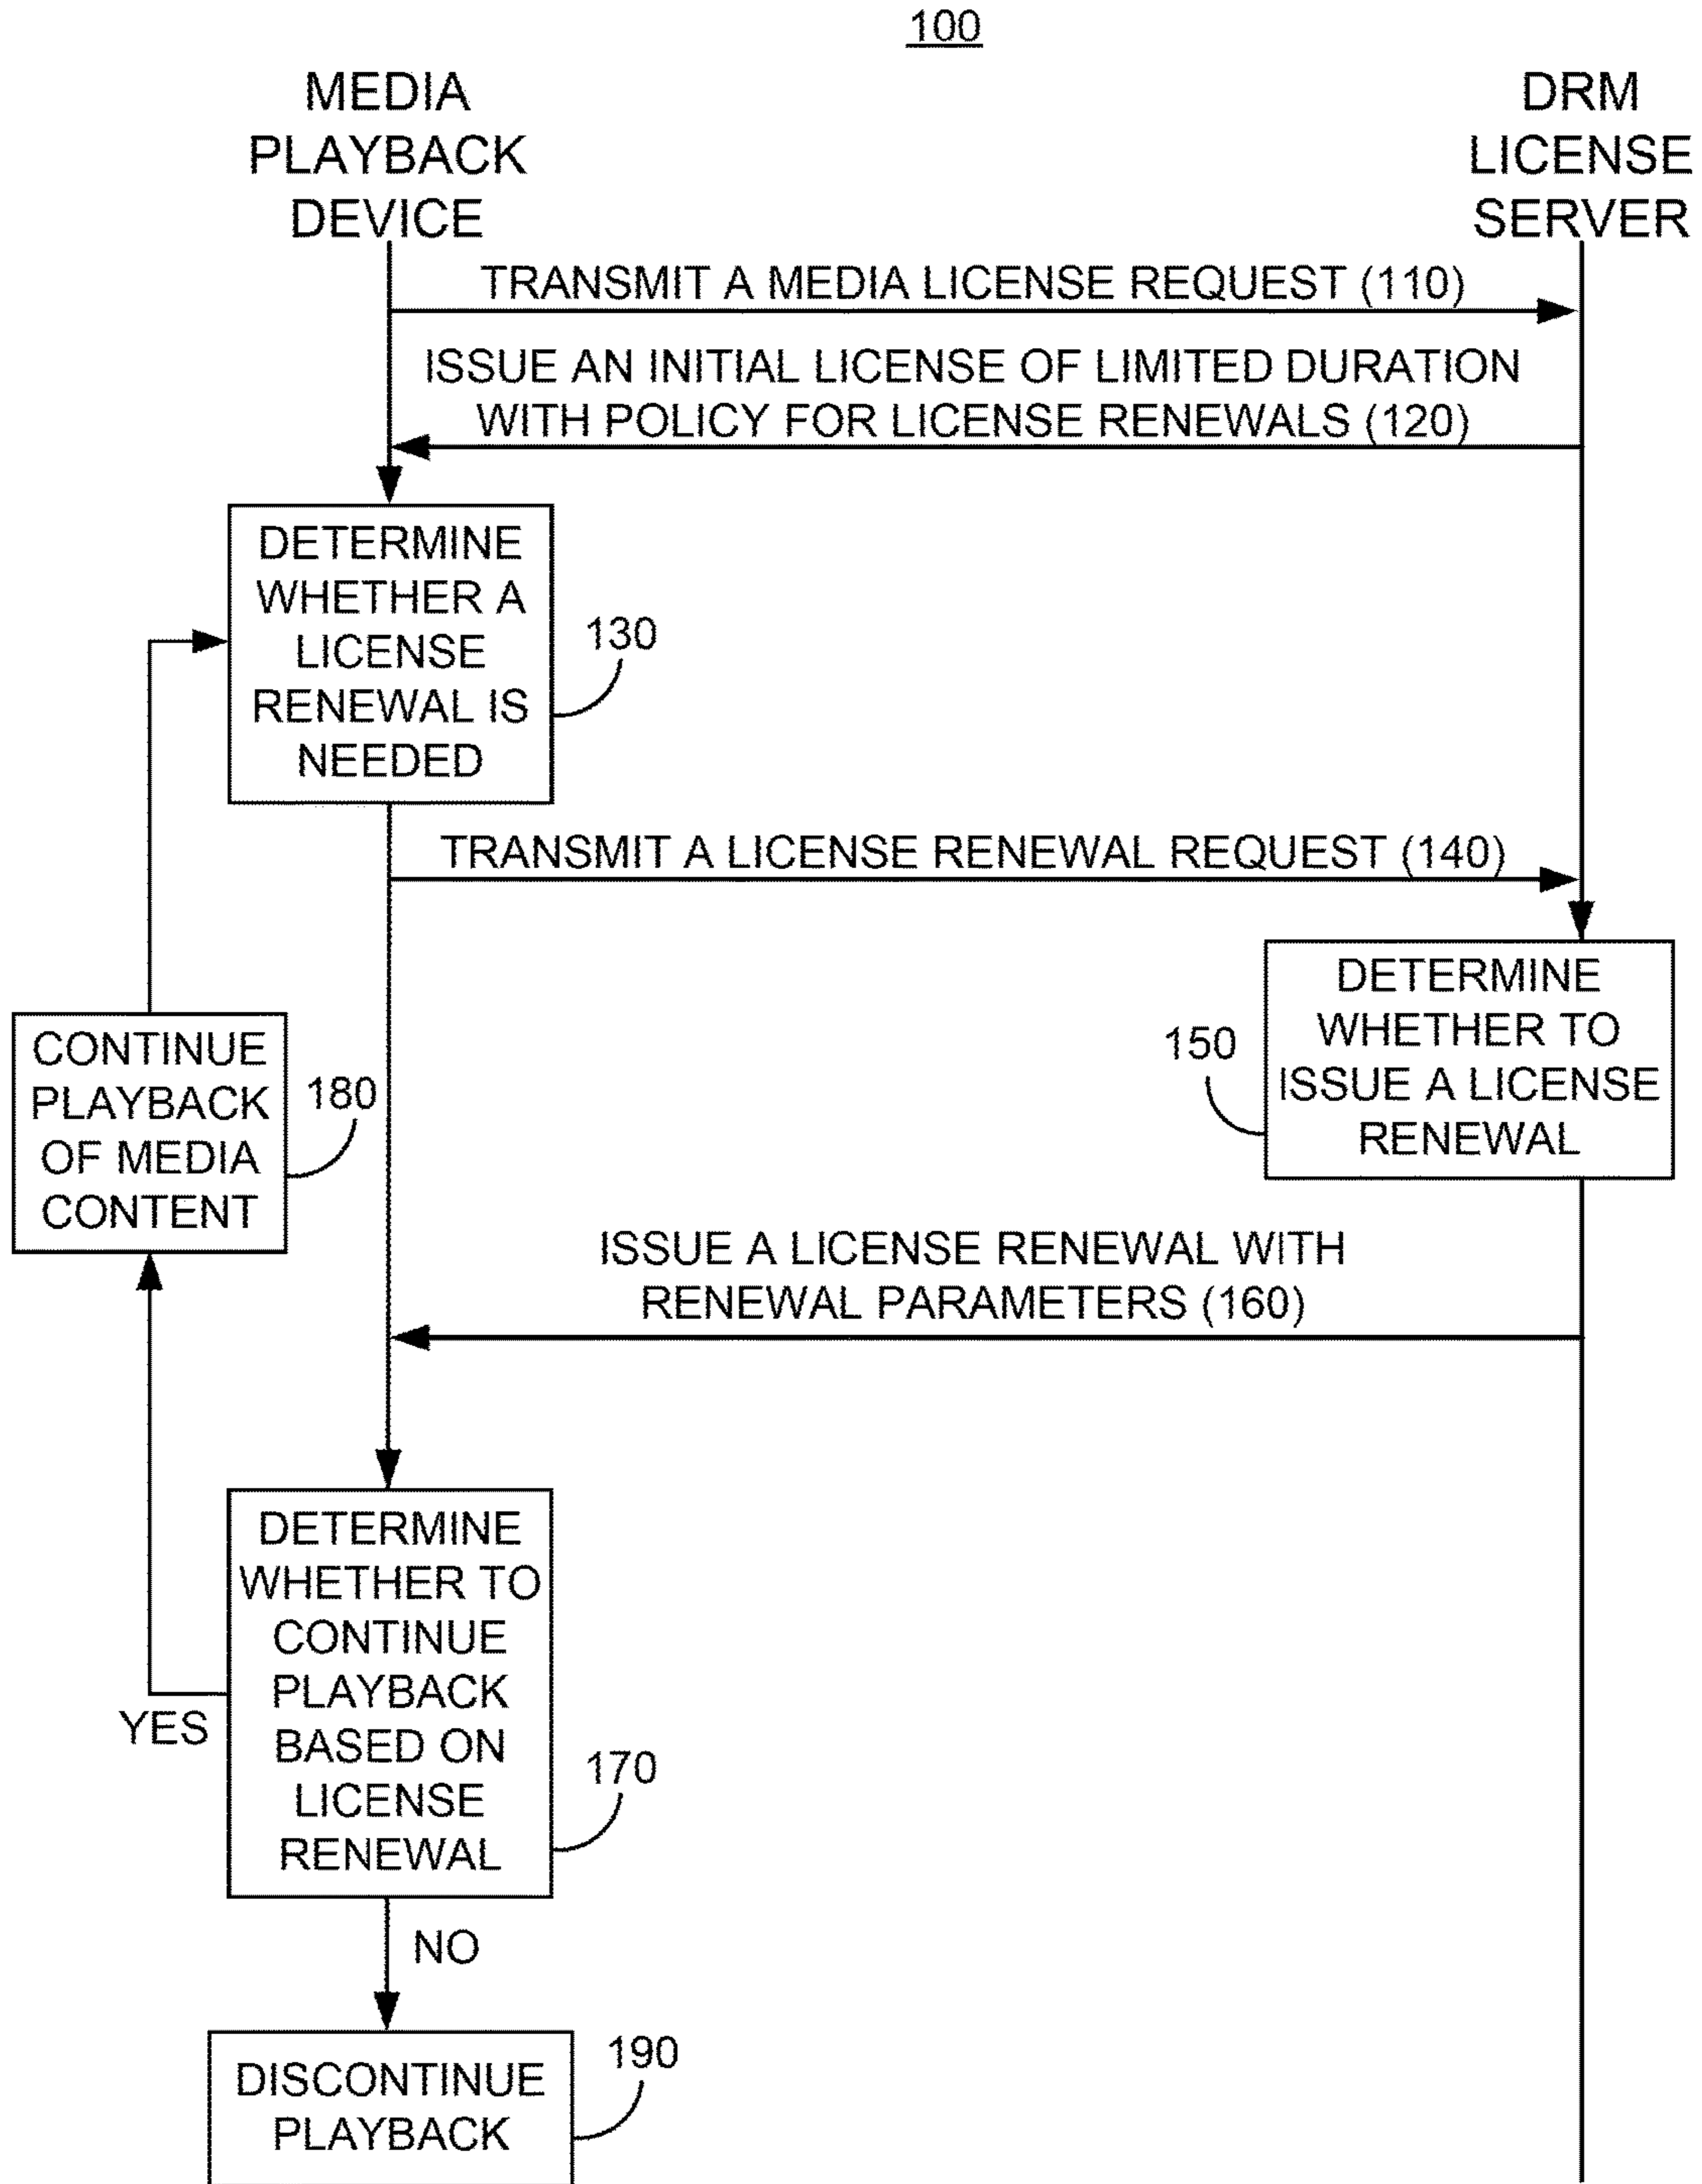 100
MEDIA
PLAYBACK
DEVICE
DRM
LICENSE
SERVER
TRANSMIT A MEDIA LICENSE REQUEST (110)
ISSUE AN INITIAL LICENSE OF LIMITED DURATION
WITH POLICY FOR LICENSE RENEWALS (120)
DETERMINE
WHETHER A
LICENSE
RENEWAL IS
NEEDED
130
TRANSMIT A LICENSE RENEWAL REQUEST (140)
DETERMINE
WHETHER TO
ISSUE A LICENSE
RENEWAL
150
CONTINUE
PLAYBACK
OF MEDIA
CONTENT
180
ISSUE A LICENSE RENEWAL WITH
RENEWAL PARAMETERS (160)
DETERMINE
WHETHER TO
CONTINUE
PLAYBACK
BASED ON
LICENSE
RENEWAL
170
YES
NO
DISCONTINUE
PLAYBACK
190